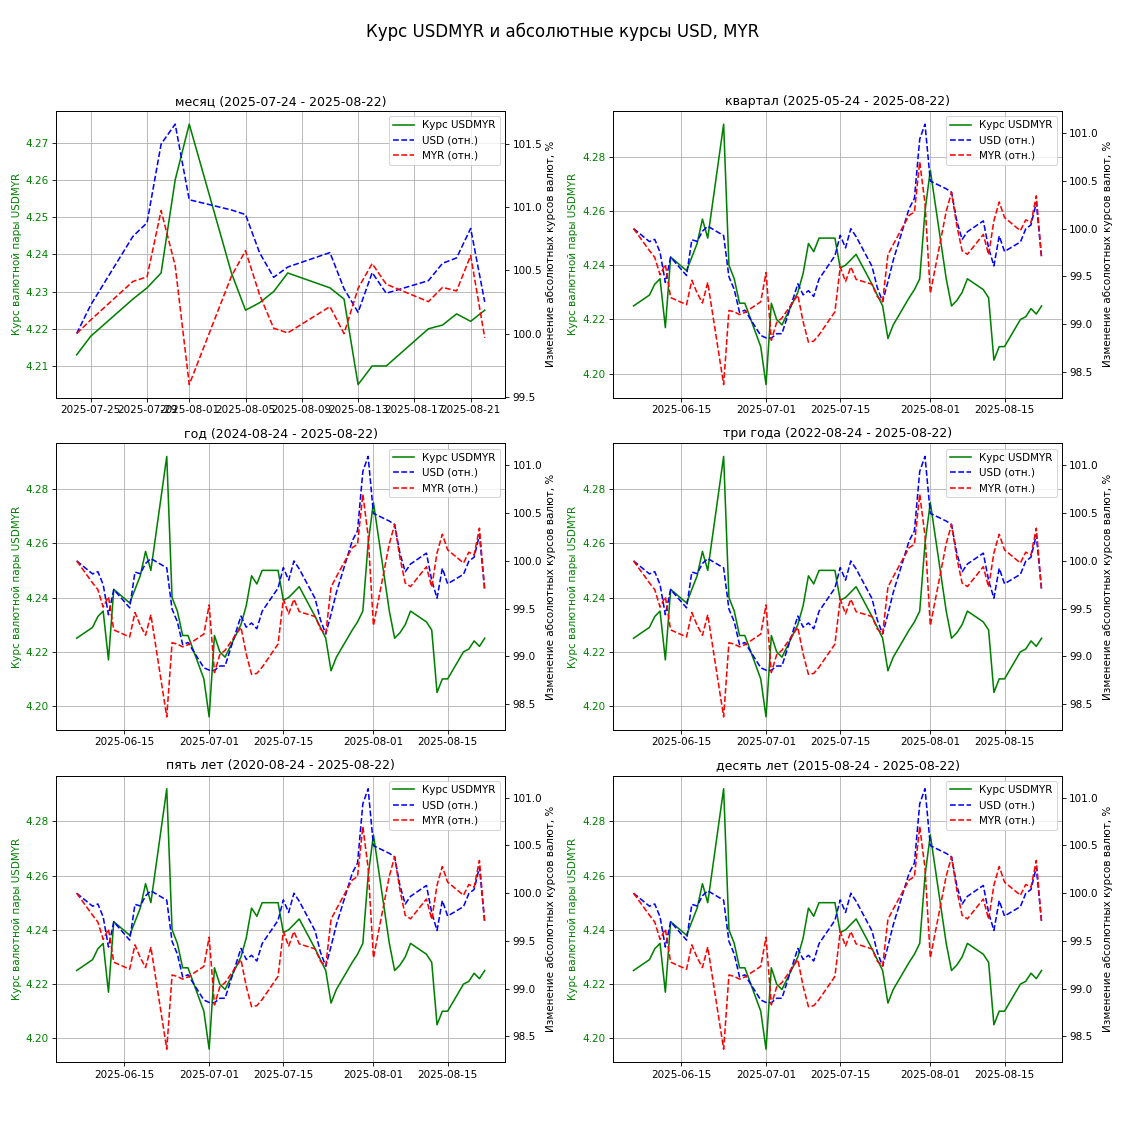 Курс USDMYR и абсолютные курсы USD, MYR
месяц (2025-07-24 - 2025-08-22)
Курс валютной пары USDMYR
4.27
4.26
4.25
4.24
4.23
4.22
4.21
Курс USDMYR
USD (отн.)
MYR (отн.)
101.5
101.0
100.5
100.0
99.5
Изменение абсолютных курсов валют, %
2025-07-25 2025-07-29 2025-08-01 2025-08-05 2025-08-09 2025-08-13 2025-08-17 2025-08-21
квартал (2025-05-24 - 2025-08-22)
Курс валютной пары USDMYR
4.28
4.26
4.24
4.22
4.20
Курс USDMYR
USD (отн.)
MYR (отн.)
101.0
100.5
100.0
99.5
99.0
98.5
Изменение абсолютных курсов валют, %
2025-06-15 2025-07-01 2025-07-15 2025-08-01 2025-08-15
год (2024-08-24 - 2025-08-22)
Курс валютной пары USDMYR
4.28
4.26
4.24
4.22
4.20
Курс USDMYR
USD (отн.)
MYR (отн.)
101.0
100.5
100.0
99.5
99.0
98.5
Изменение абсолютных курсов валют, %
2025-06-15 2025-07-01 2025-07-15 2025-08-01 2025-08-15
три года (2022-08-24 - 2025-08-22)
Курс валютной пары USDMYR
4.28
4.26
4.24
4.22
4.20
Курс USDMYR
USD (отн.)
MYR (отн.)
101.0
100.5
100.0
99.5
99.0
98.5
Изменение абсолютных курсов валют, %
2025-06-15 2025-07-01 2025-07-15 2025-08-01 2025-08-15
пять лет (2020-08-24 - 2025-08-22)
Курс валютной пары USDMYR
4.28
4.26
4.24
4.22
4.20
Курс USDMYR
USD (отн.)
MYR (отн.)
101.0
100.5
100.0
99.5
99.0
98.5
Изменение абсолютных курсов валют, %
2025-06-15 2025-07-01 2025-07-15 2025-08-01 2025-08-15
десять лет (2015-08-24 - 2025-08-22)
Курс валютной пары USDMYR
4.28
4.26
4.24
4.22
4.20
Курс USDMYR
USD (отн.)
MYR (отн.)
101.0
100.5
100.0
99.5
99.0
98.5
Изменение абсолютных курсов валют, %
2025-06-15 2025-07-01 2025-07-15 2025-08-01 2025-08-15